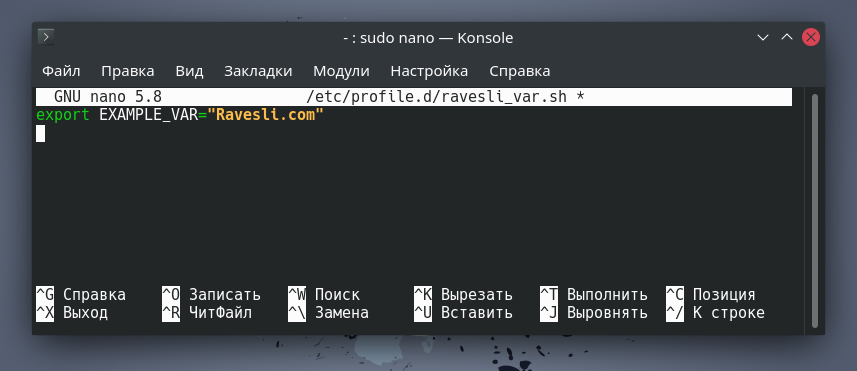 - : sudo nano — Konsole
Файл Правка Вид Закладки Модули Настройка Справка
GNU nano 5.8 /etc/profile.d/ravesli_var.sh *
export EXAMPLE_VAR="Ravesli.com"
^G Справка ^O Записать ^W Поиск ^K Вырезать ^T Выполнить ^C Позиция
^X Выход ^R ЧитФайл ^\ Замена ^U Вставить ^J Выровнять ^/ К строке